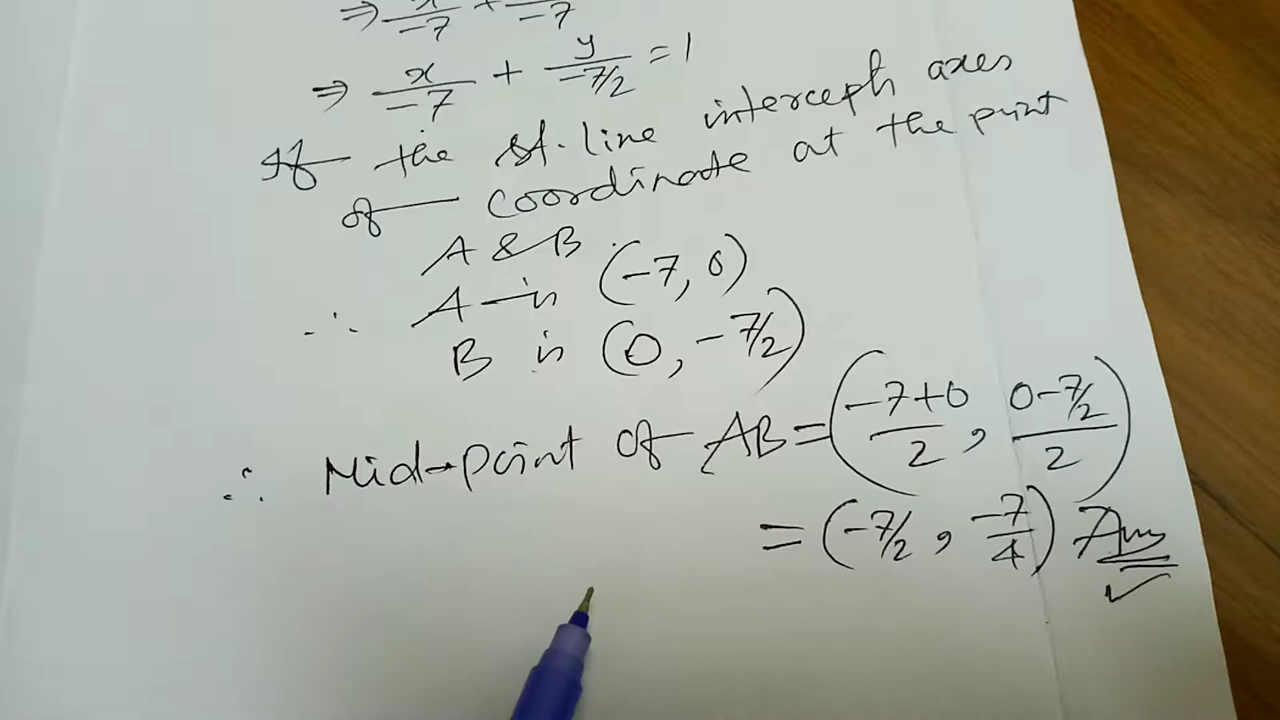 ⇒ x/-7 + /-7
⇒ x/-7 + y/(-7/2) = 1
If the st. line intercepts axes
of coordinate at the point
A & B
∴ A is (-7, 0)
B is (0, -7/2)
∴ Mid-point of AB = ((-7+0)/2, (0-7/2)/2)
= (-7/2, -7/4) Ans